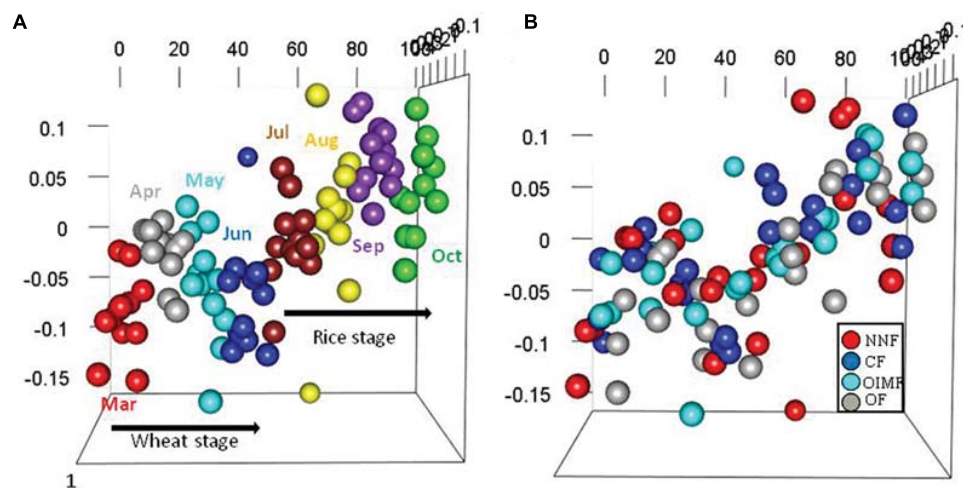 A
B
0 20 40 60 80
-0.1
0 20 40 60 80
0.1
0.05
0
-0.05
-0.1
-0.15
Jul
Aug
Apr
May
Jun
Sep
Oct
Mar
Rice stage
Wheat stage
1
0.1
0.05
0
-0.05
-0.1
-0.15
NNF
CF
OIMF
OF